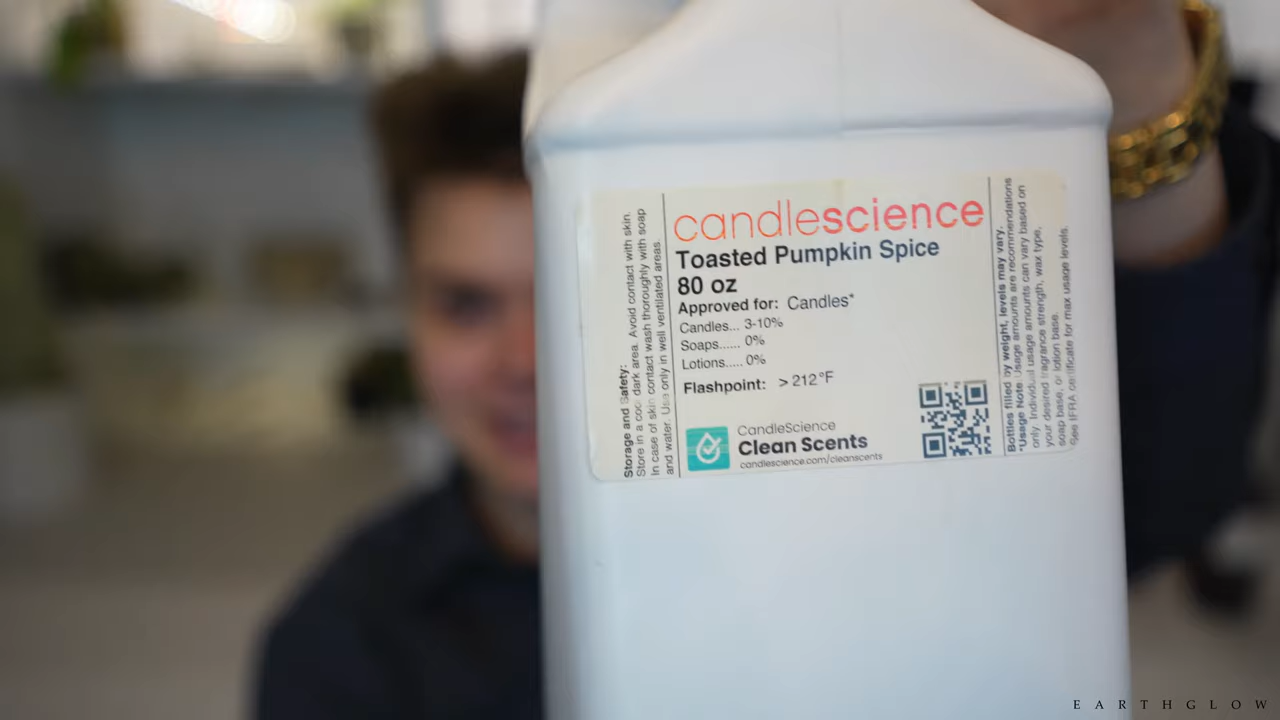 Storage and Safety:
Store in a cool dark area. Avoid contact with skin.
In case of skin contact wash thoroughly with soap
and water. Use only in well ventilated areas.
candlescience
Toasted Pumpkin Spice
80 oz
Approved for: Candles*
Candles... 3-10%
Soaps...... 0%
Lotions..... 0%
Flashpoint: > 212°F
CandleScience
Clean Scents
candlescience.com/cleanscents
Bottles filled by weight, levels may vary.
*Usage Note: Usage amounts are recommendations
only. Individual usage amounts can vary based on
your desired fragrance strength, wax type,
soap base, or lotion base.
See IFRA certificate for max usage levels.
EARTHGLOW